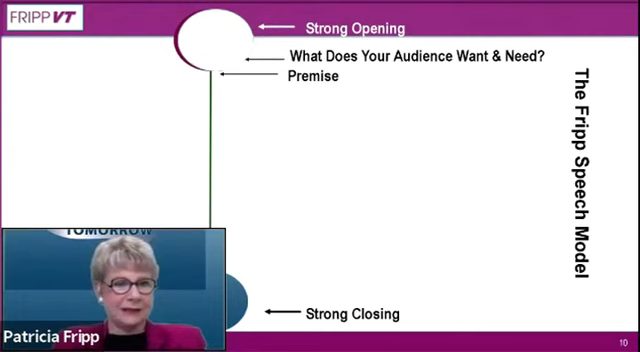 FRIPP VT
Strong Opening
What Does Your Audience Want & Need?
Premise
The Fripp Speech Model
TOMORROW
Patricia Fripp
Strong Closing
10